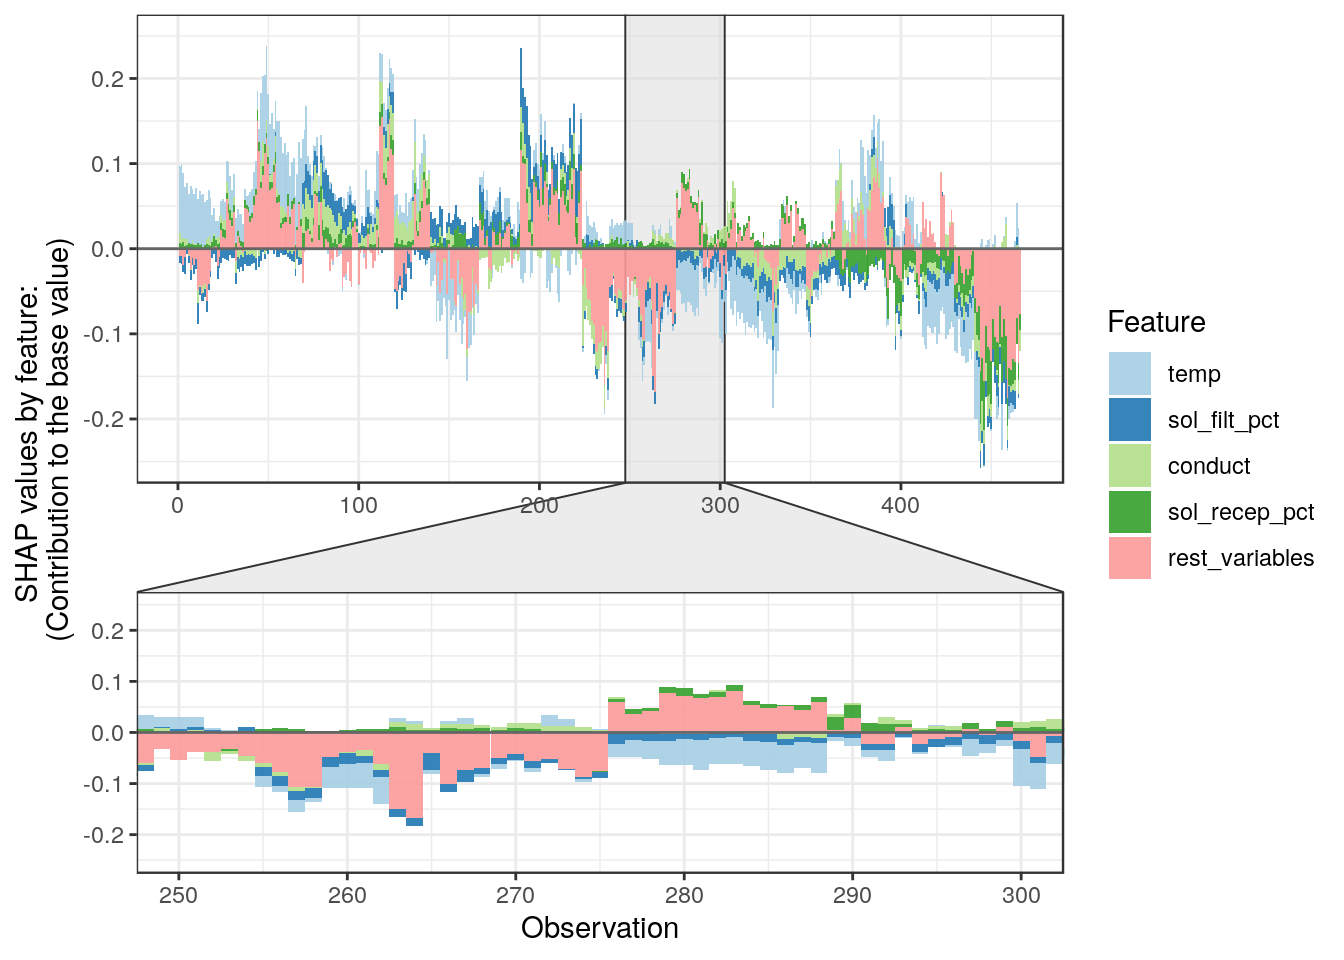 SHAP values by feature:
(Contribution to the base value)
0.2
0.1
0.0
-0.1
-0.2
0
100
200
300
400
0.2
0.1
0.0
-0.1
-0.2
250
260
270
280
290
300
Observation
Feature
temp
sol_filt_pct
conduct
sol_recep_pct
rest_variables